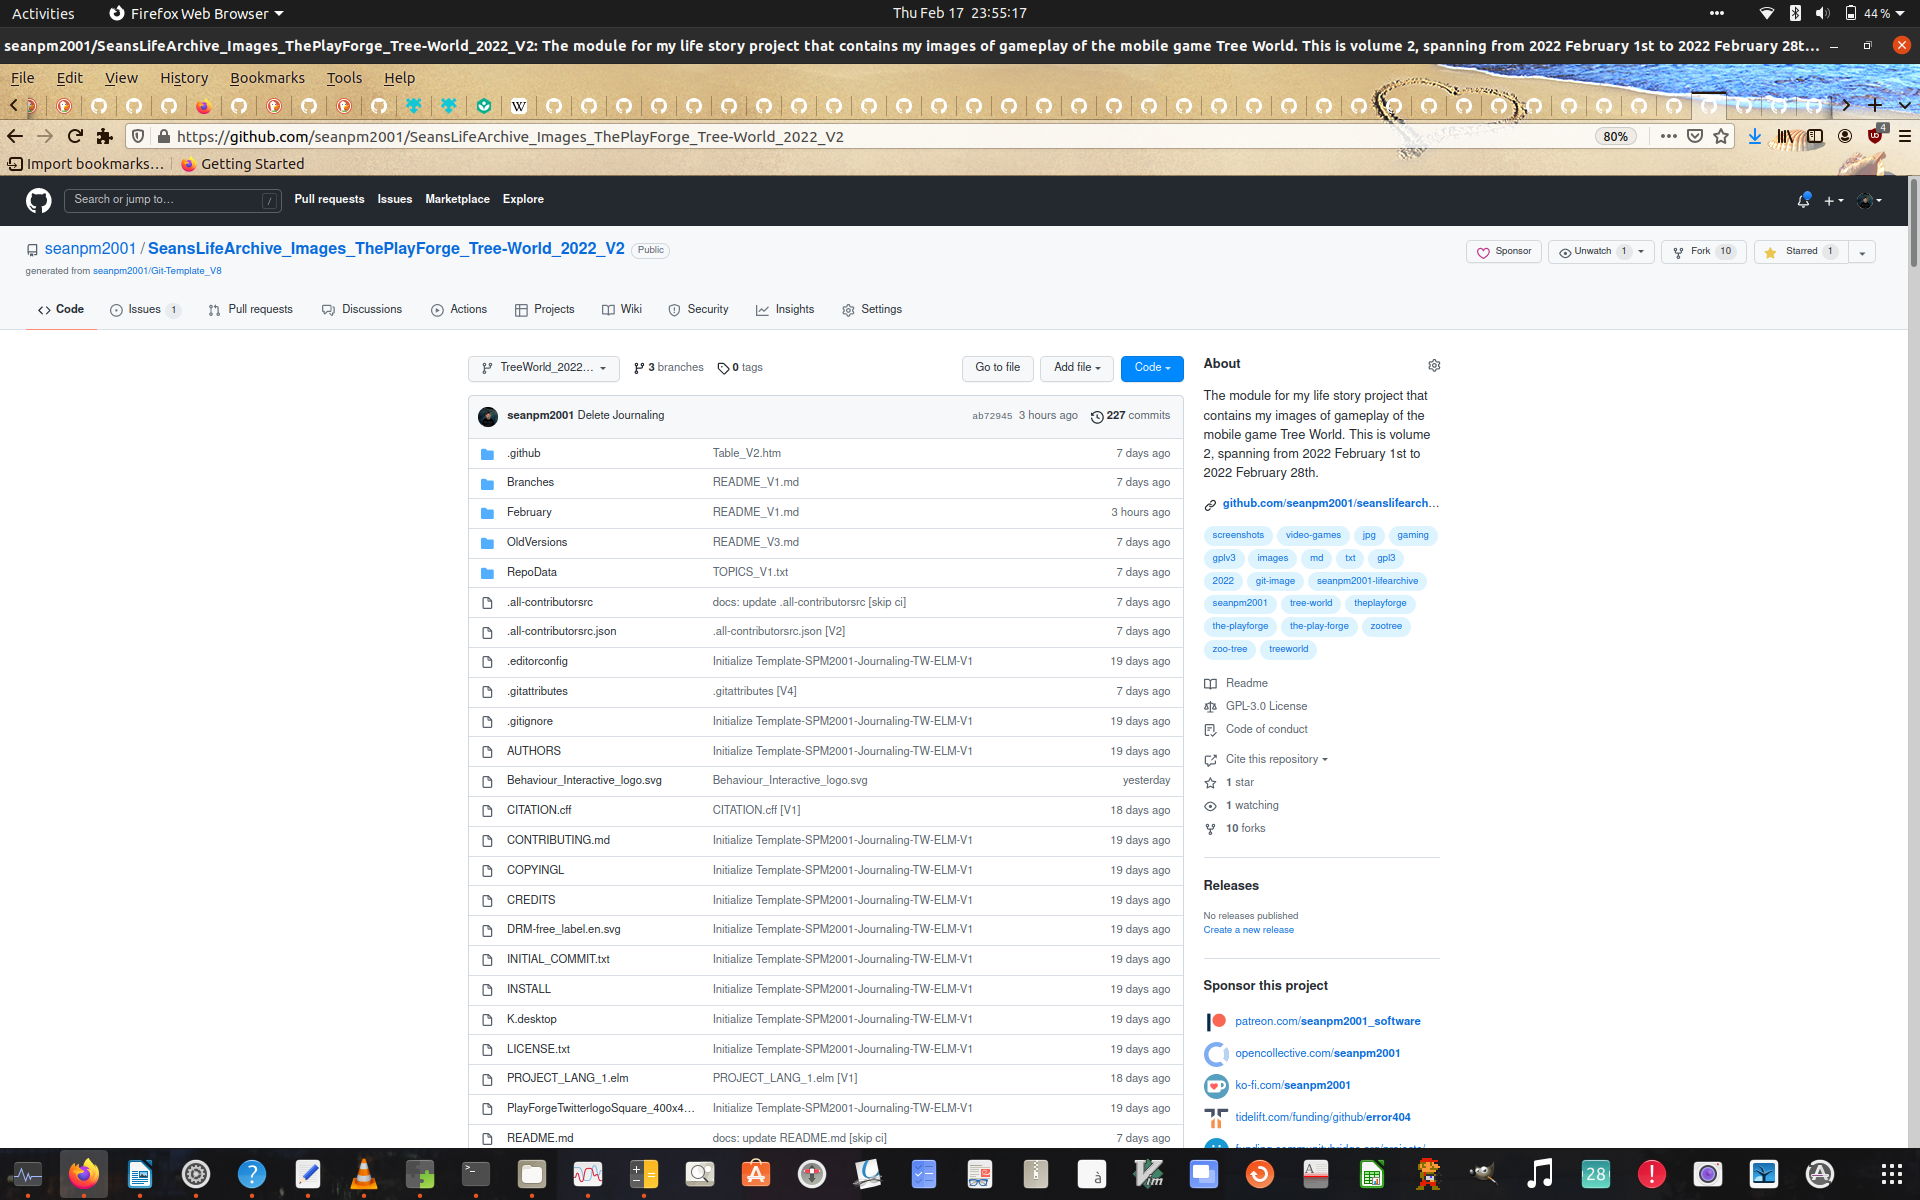 Activities
Firefox Web Browser
Thu Feb 17  23:55:17
44 %
seanpm2001/SeansLifeArchive_Images_ThePlayForge_Tree-World_2022_V2: The module for my life story project that contains my images of gameplay of the mobile game Tree World. This is volume 2, spanning from 2022 February 1st to 2022 February 28t…
File Edit View History Bookmarks Tools Help
https://github.com/seanpm2001/SeansLifeArchive_Images_ThePlayForge_Tree-World_2022_V2
80%
4
Import bookmarks…
Getting Started
Search or jump to…
/
Pull requests
Issues
Marketplace
Explore
seanpm2001 / SeansLifeArchive_Images_ThePlayForge_Tree-World_2022_V2
Public
Sponsor
Unwatch 1
Fork 10
Starred 1
generated from seanpm2001/Git-Template_V8
Code
Issues 1
Pull requests
Discussions
Actions
Projects
Wiki
Security
Insights
Settings
TreeWorld_2022…
3 branches
0 tags
Go to file
Add file
Code
seanpm2001 Delete Journaling
ab72945 3 hours ago
227 commits
.github Table_V2.htm 7 days ago
Branches README_V1.md 7 days ago
February README_V1.md 3 hours ago
OldVersions README_V3.md 7 days ago
RepoData TOPICS_V1.txt 7 days ago
.all-contributorsrc docs: update .all-contributorsrc [skip ci] 7 days ago
.all-contributorsrc.json .all-contributorsrc.json [V2] 7 days ago
.editorconfig Initialize Template-SPM2001-Journaling-TW-ELM-V1 19 days ago
.gitattributes .gitattributes [V4] 7 days ago
.gitignore Initialize Template-SPM2001-Journaling-TW-ELM-V1 19 days ago
AUTHORS Initialize Template-SPM2001-Journaling-TW-ELM-V1 19 days ago
Behaviour_Interactive_logo.svg Behaviour_Interactive_logo.svg yesterday
CITATION.cff CITATION.cff [V1] 18 days ago
CONTRIBUTING.md Initialize Template-SPM2001-Journaling-TW-ELM-V1 19 days ago
COPYINGL Initialize Template-SPM2001-Journaling-TW-ELM-V1 19 days ago
CREDITS Initialize Template-SPM2001-Journaling-TW-ELM-V1 19 days ago
DRM-free_label.en.svg Initialize Template-SPM2001-Journaling-TW-ELM-V1 19 days ago
INITIAL_COMMIT.txt Initialize Template-SPM2001-Journaling-TW-ELM-V1 19 days ago
INSTALL Initialize Template-SPM2001-Journaling-TW-ELM-V1 19 days ago
K.desktop Initialize Template-SPM2001-Journaling-TW-ELM-V1 19 days ago
LICENSE.txt Initialize Template-SPM2001-Journaling-TW-ELM-V1 19 days ago
PROJECT_LANG_1.elm PROJECT_LANG_1.elm [V1] 18 days ago
PlayForgeTwitterlogoSquare_400x4… Initialize Template-SPM2001-Journaling-TW-ELM-V1 19 days ago
README.md docs: update README.md [skip ci] 7 days ago
About
The module for my life story project that
contains my images of gameplay of the
mobile game Tree World. This is volume
2, spanning from 2022 February 1st to
2022 February 28th.
github.com/seanpm2001/seanslifearch…
screenshots video-games jpg gaming
gplv3 images md txt gpl3
2022 git-image seanpm2001-lifearchive
seanpm2001 tree-world theplayforge
the-playforge the-play-forge zootree
zoo-tree treeworld
Readme
GPL-3.0 License
Code of conduct
Cite this repository
1 star
1 watching
10 forks
Releases
No releases published
Create a new release
Sponsor this project
patreon.com/seanpm2001_software
opencollective.com/seanpm2001
ko-fi.com/seanpm2001
tidelift.com/funding/github/error404
28